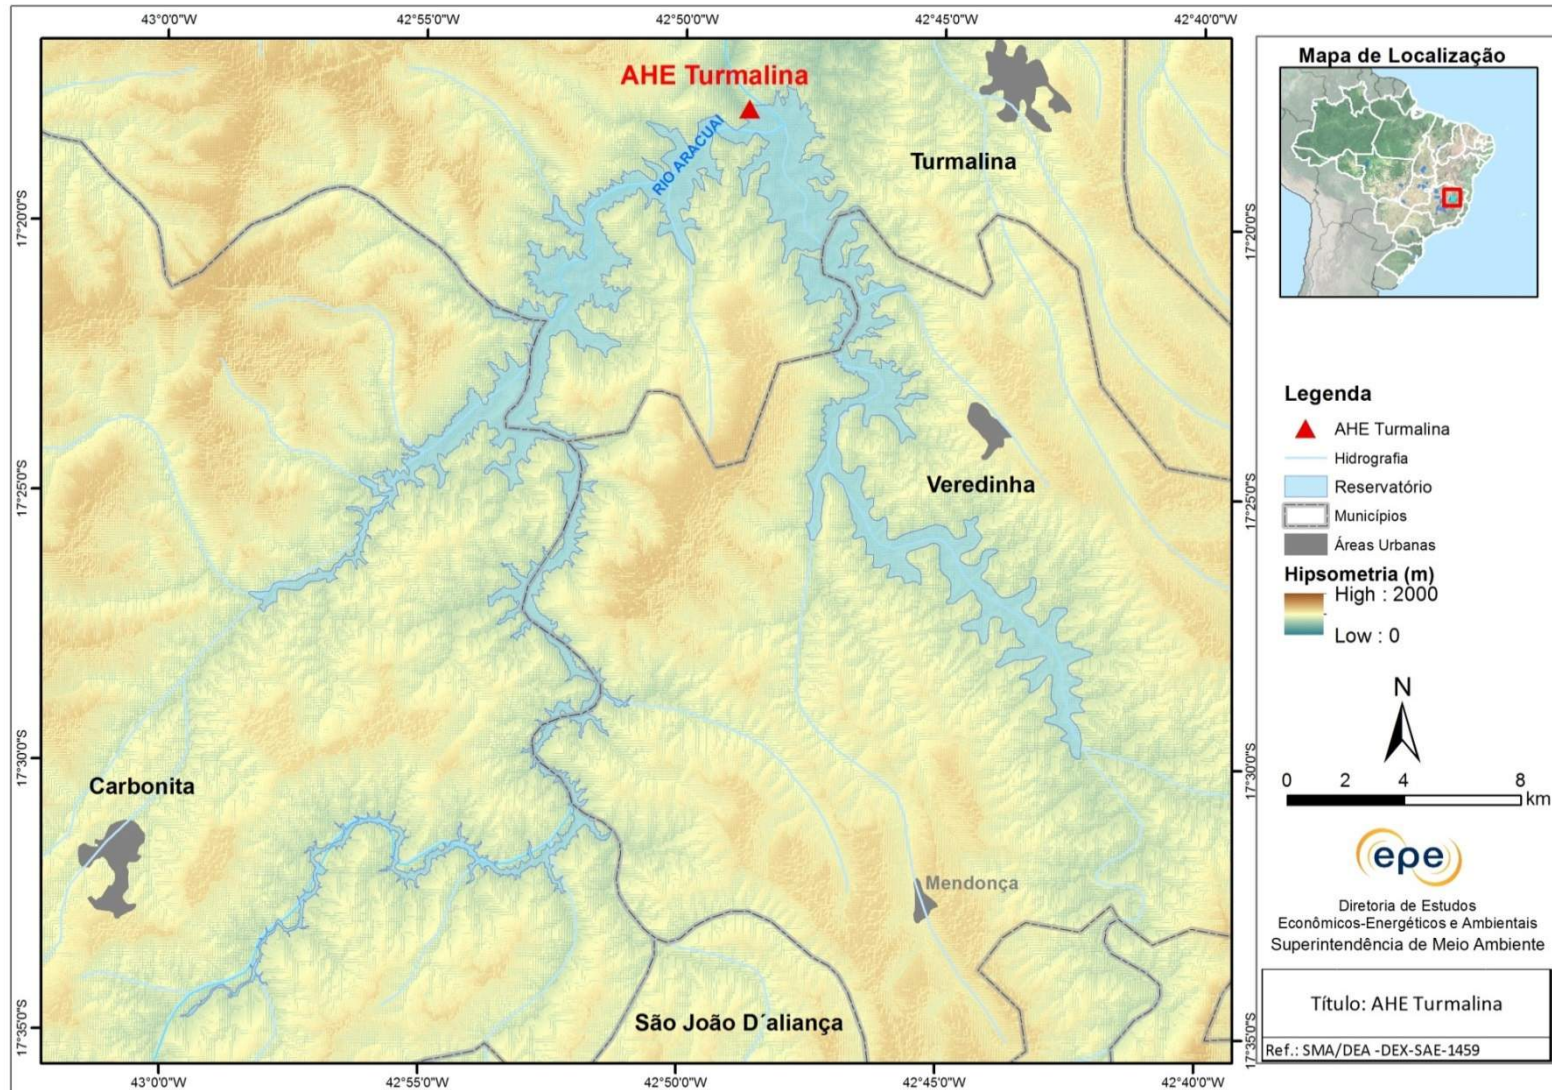 43°0'0"W 42°55'0"W 42°50'0"W 42°45'0"W 42°40'0"W
AHE Turmalina
RIO ARACUAI
Turmalina
17°20'0"S
17°20'0"S
17°25'0"S
17°25'0"S
Veredinha
17°30'0"S
17°30'0"S
Carbonita
Mendonça
São João D´aliança
17°35'0"S
17°35'0"S
43°0'0"W 42°55'0"W 42°50'0"W 42°45'0"W 42°40'0"W
Mapa de Localização
Legenda
AHE Turmalina
Hidrografia
Reservatório
Municípios
Áreas Urbanas
Hipsometria (m)
High : 2000
Low : 0
N
0 2 4 8
km
epe
Diretoria de Estudos
Econômicos-Energéticos e Ambientais
Superintendência de Meio Ambiente
Título: AHE Turmalina
Ref.: SMA/DEA -DEX-SAE-1459